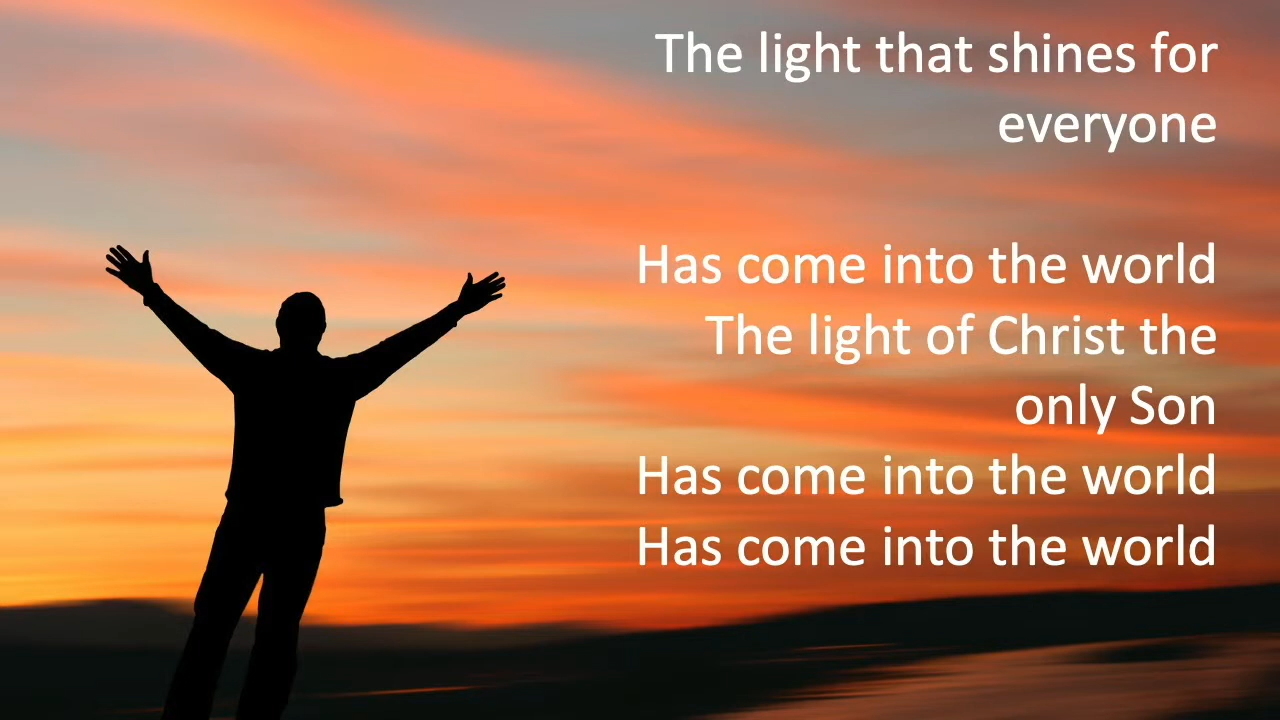 The light that shines for
everyone
Has come into the world
The light of Christ the
only Son
Has come into the world
Has come into the world